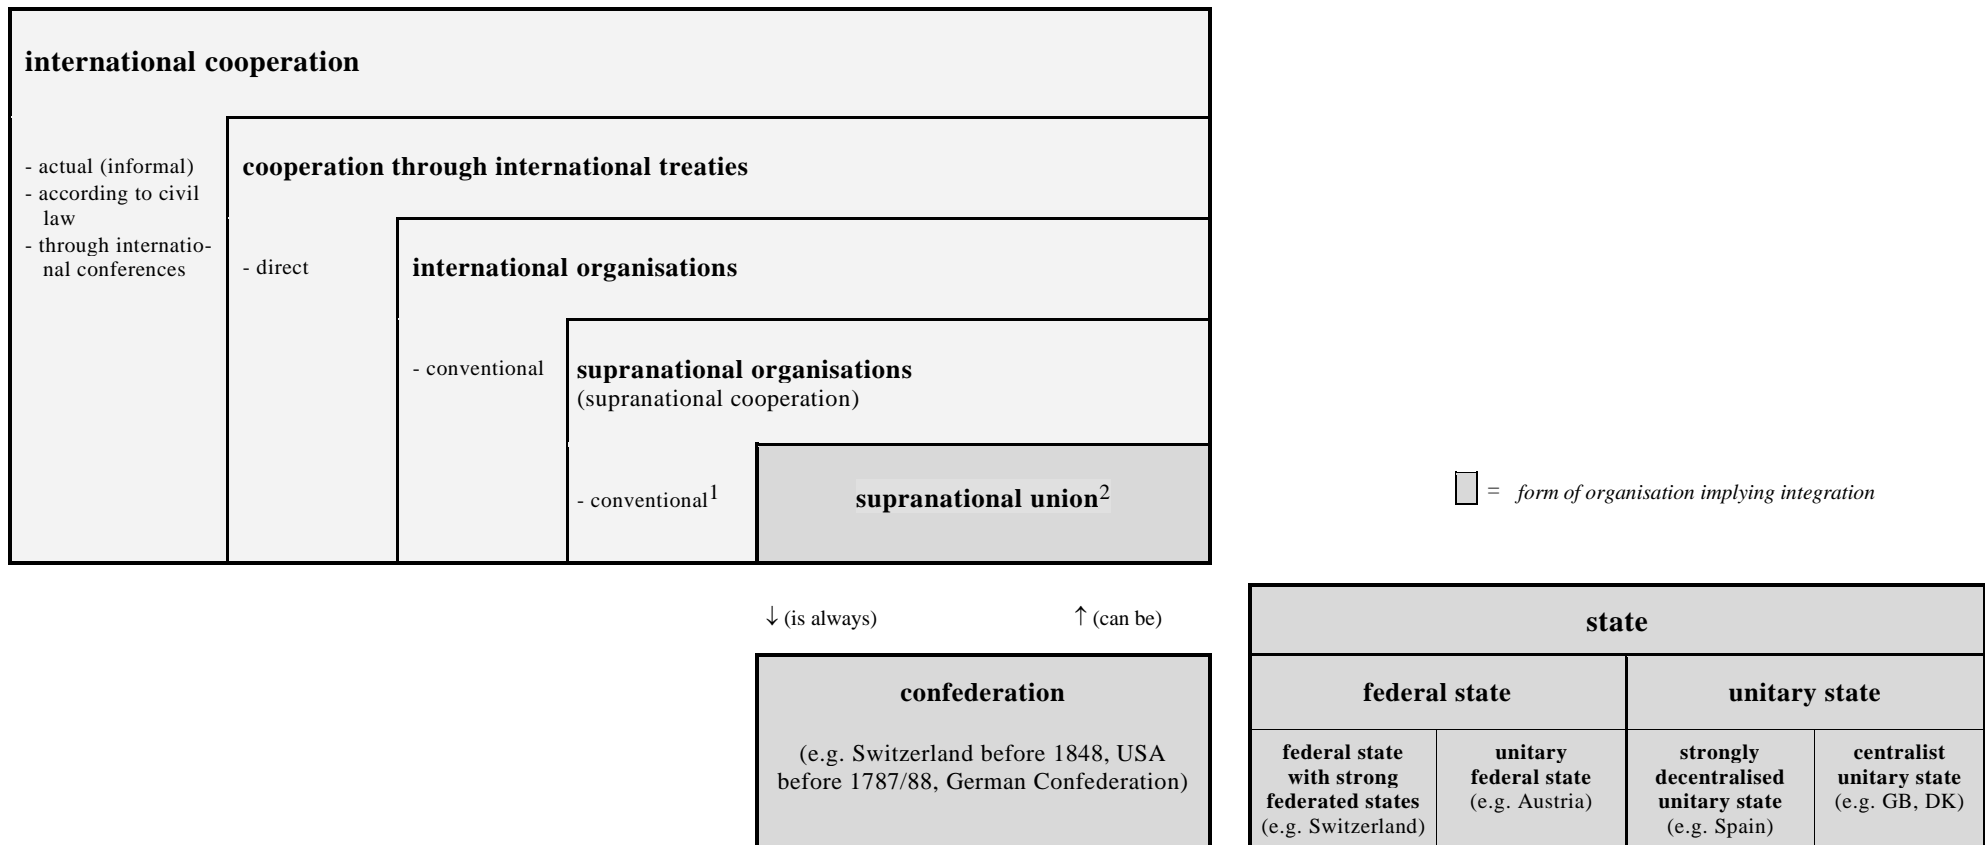 international cooperation
- actual (informal)
- according to civil
law
- through internatio-
nal conferences
cooperation through international treaties
- direct
international organisations
- conventional
supranational organisations
(supranational cooperation)
- conventional1
supranational union2
= form of organisation implying integration
↓ (is always)
↑ (can be)
confederation
(e.g. Switzerland before 1848, USA
before 1787/88, German Confederation)
state
federal state
unitary state
federal state
with strong
federated states
(e.g. Switzerland)
unitary
federal state
(e.g. Austria)
strongly
decentralised
unitary state
(e.g. Spain)
centralist
unitary state
(e.g. GB, DK)